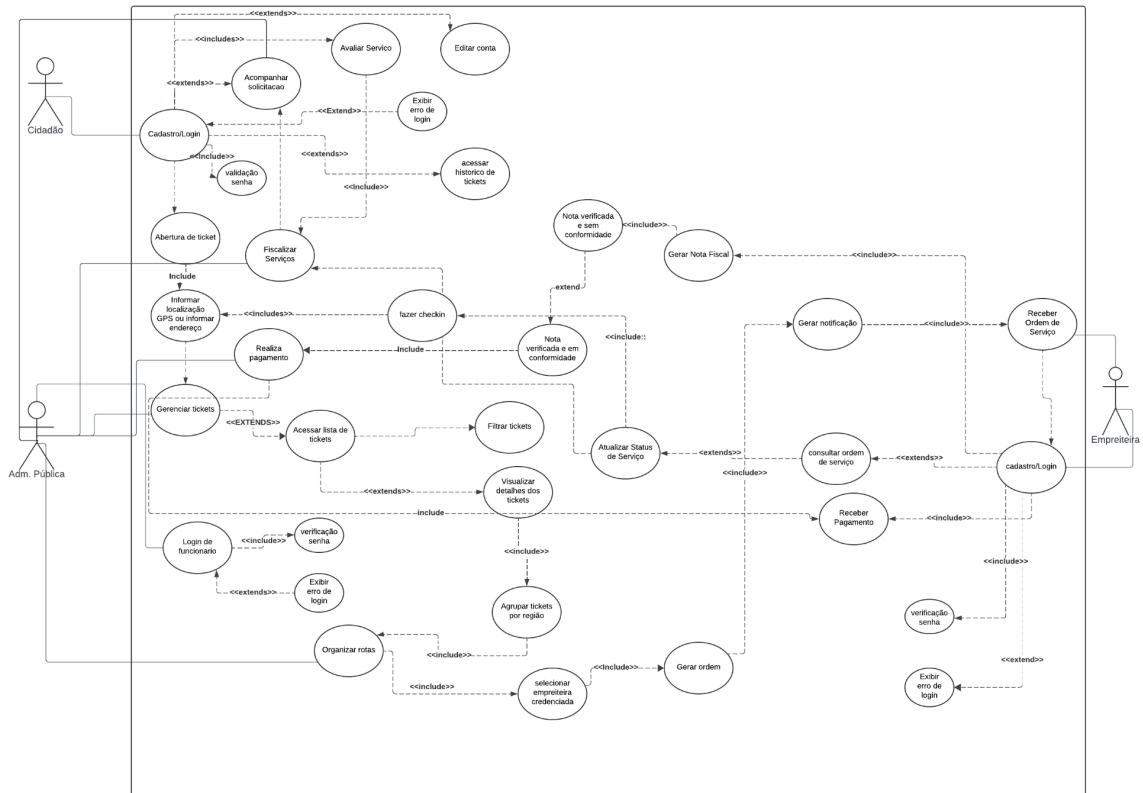 <<extends>>
<<includes>>
Avaliar Servico
Editar conta
Acompanhar
solicitacao
<<extends>>
Exibir
erro de
login
<<Extend>>
Cidadão
Cadastro/Login
<<include>>
<<extends>>
validação
senha
acessar
historico de
tickets
<<Include>>
Nota verificada
e sem
conformidade
<<include>>
Gerar Nota Fiscal
Abertura de ticket
Fiscalizar
Serviços
<<include>>
Include
extend
Informar
localização
GPS ou informar
endereço
<<includes>>
fazer checkin
Gerar notificação
<<include>>
Receber
Ordem de
Serviço
<<include::
Realiza
pagamento
Include
Nota
verificada e em
conformidade
Gerenciar tickets
<<EXTENDS>>
Acessar lista de
tickets
Filtrar tickets
Adm. Pública
Empreiteira
Atualizar Status
de Serviço
<<extends>>
consultar ordem
de serviço
<<extends>>
cadastro/Login
<<include>>
Visualizar
detalhes dos
tickets
<<extends>>
include
Receber
Pagamento
<<include>>
Login de
funcionario
<<include>>
verificação
senha
<<include>>
<<include>>
<<extends>>
Exibir
erro de
login
Agrupar tickets
por região
verificação
senha
Organizar rotas
<<include>>
<<include>>
selecionar
empreiteira
credenciada
<<Include>>
Gerar ordem
<<extend>>
Exibir
erro de
login